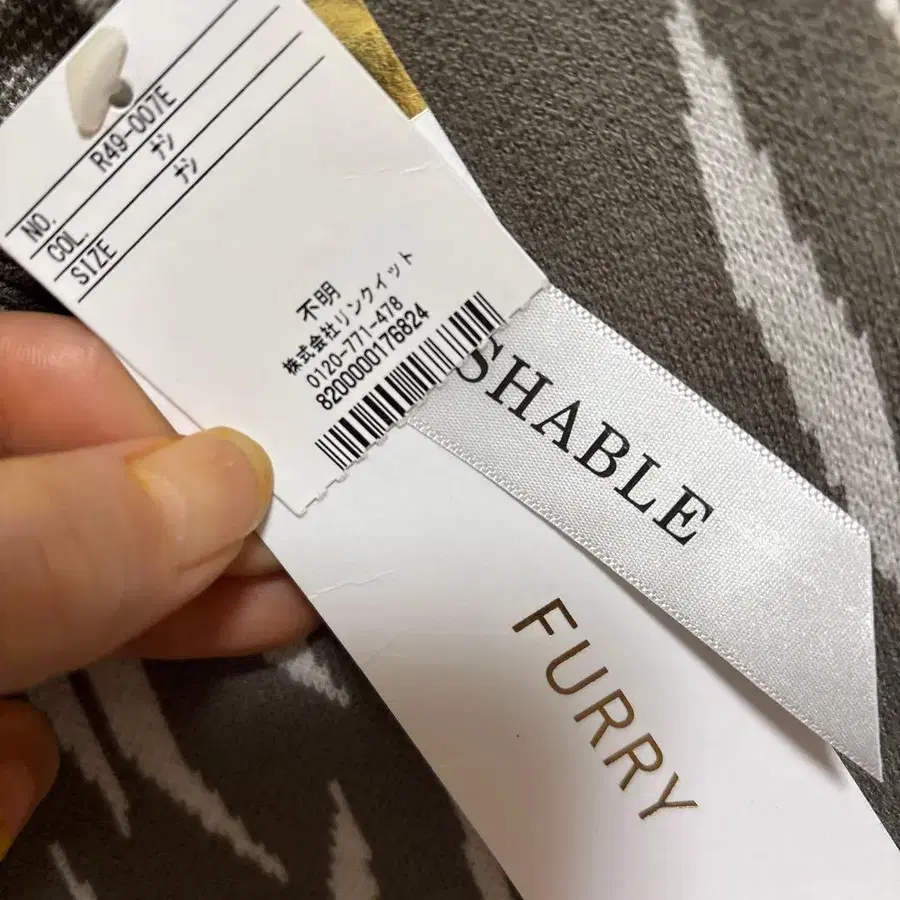 NO. R49-007E
COL. ナシ
SIZE ナシ
不明
株式会社リンクイット
0120-771-478
8200000176824
SHABLE
FURRY